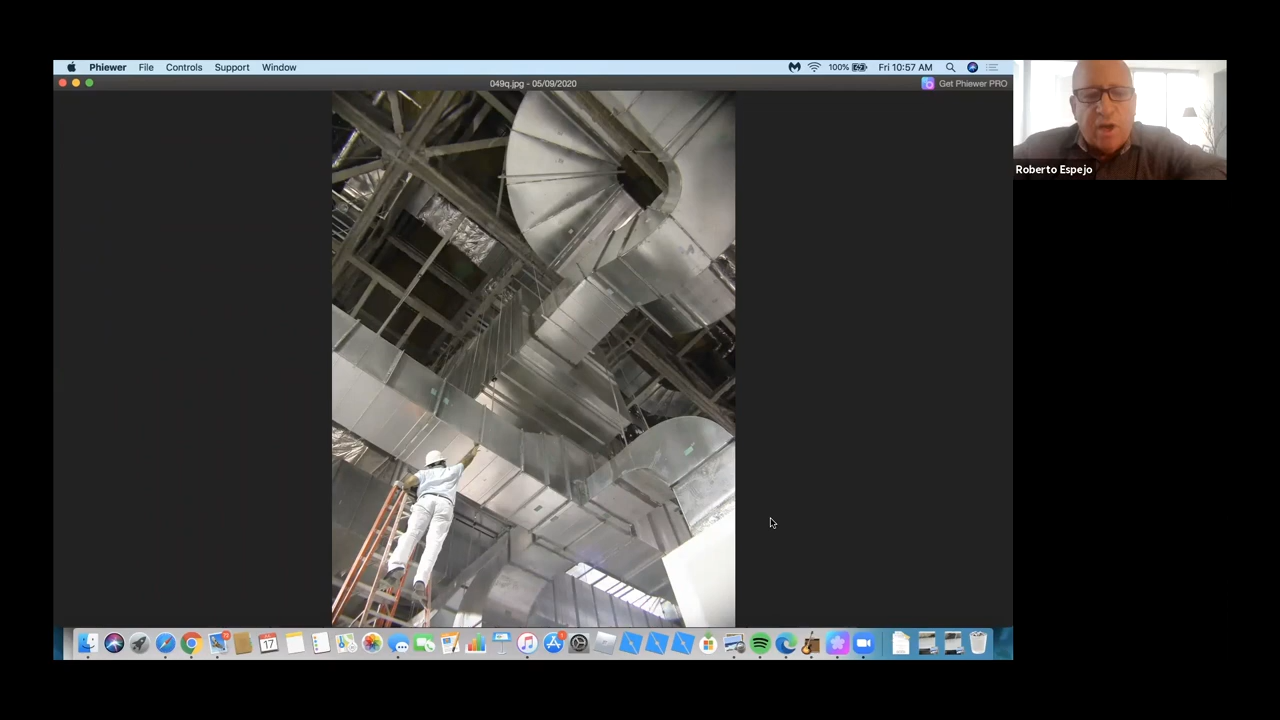 Phiewer File Controls Support Window 100% Fri 10:57 AM
049q.jpg - 05/09/2020 Get Phiewer PRO
Roberto Espejo
17